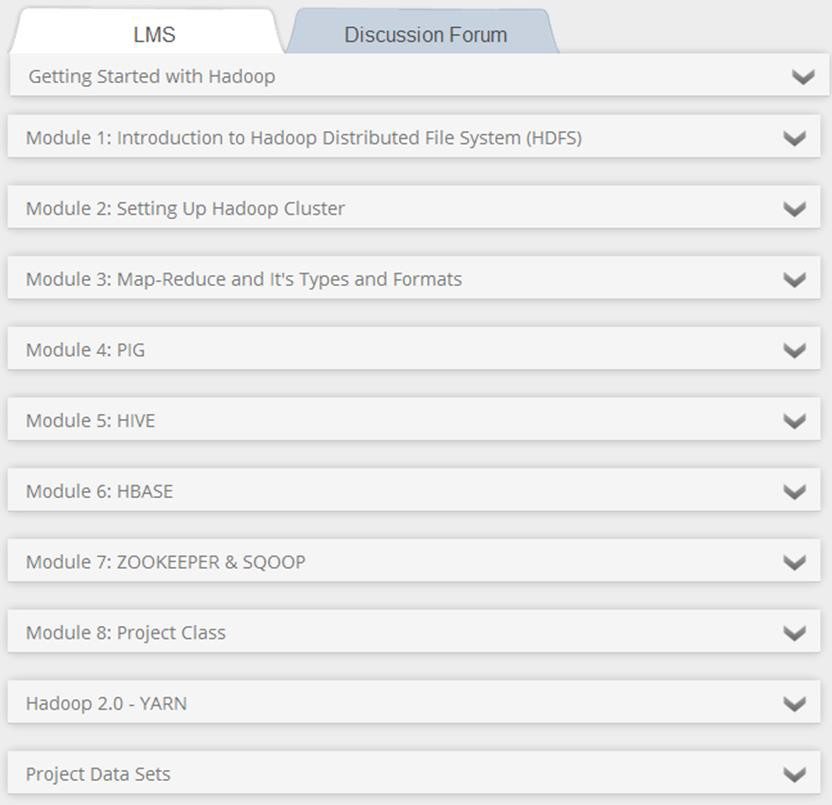 LMS
Discussion Forum
Getting Started with Hadoop
Module 1: Introduction to Hadoop Distributed File System (HDFS)
Module 2: Setting Up Hadoop Cluster
Module 3: Map-Reduce and It's Types and Formats
Module 4: PIG
Module 5: HIVE
Module 6: HBASE
Module 7: ZOOKEEPER & SQOOP
Module 8: Project Class
Hadoop 2.0 - YARN
Project Data Sets